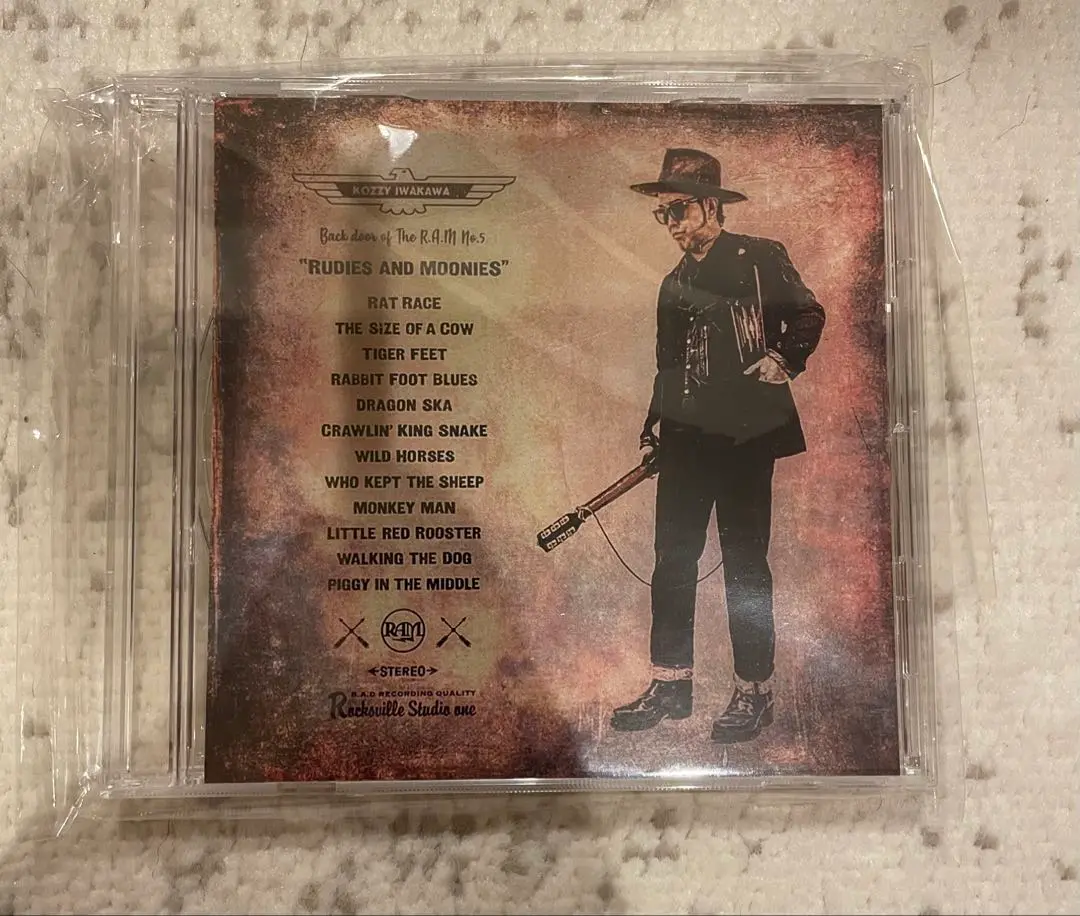 KOZZY IWAKAWA
Back door of The R.A.M No.5
"RUDIES AND MOONIES"
RAT RACE
THE SIZE OF A COW
TIGER FEET
RABBIT FOOT BLUES
DRAGON SKA
CRAWLIN' KING SNAKE
WILD HORSES
WHO KEPT THE SHEEP
MONKEY MAN
LITTLE RED ROOSTER
WALKING THE DOG
PIGGY IN THE MIDDLE
RAM
STEREO
R.A.D RECORDING QUALITY
Rocksville Studio one